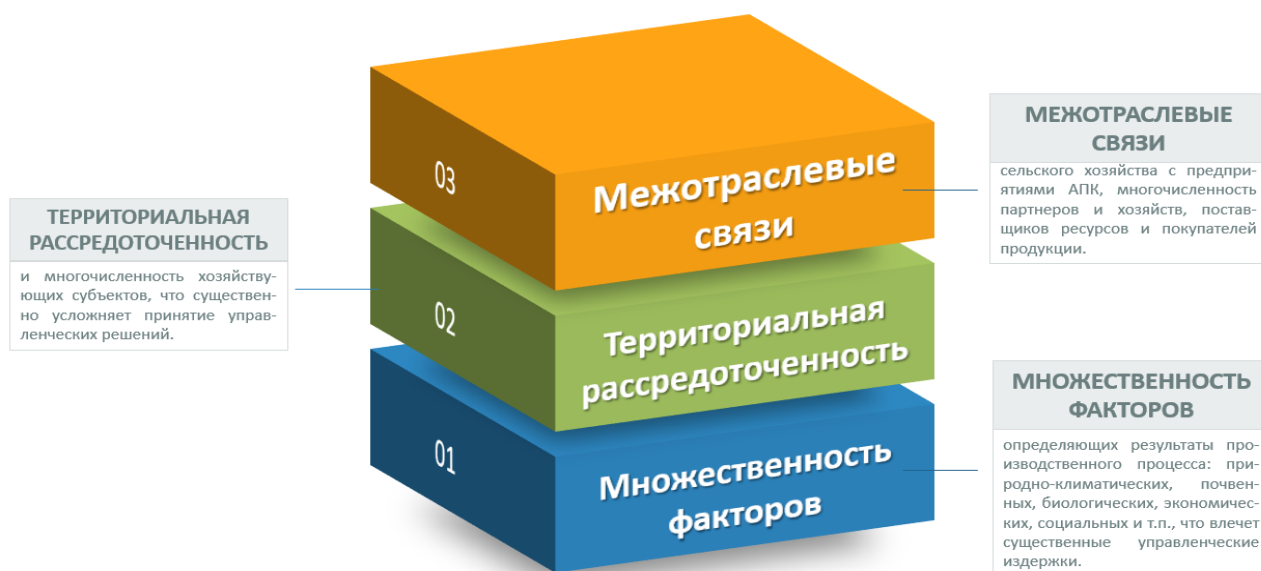 03
Межотраслевые
связи
02
Территориальная
рассредоточенность
01
Множественность
факторов
ТЕРРИТОРИАЛЬНАЯ
РАССРЕДОТОЧЕННОСТЬ
и многочисленность хозяйству-
ющих субъектов, что существен-
но усложняет принятие управ-
ленческих решений.
МЕЖОТРАСЛЕВЫЕ
СВЯЗИ
сельского хозяйства с предпри-
ятиями АПК, многочисленность
партнеров и хозяйств, постав-
щиков ресурсов и покупателей
продукции.
МНОЖЕСТВЕННОСТЬ
ФАКТОРОВ
определяющих результаты про-
изводственного процесса: при-
родно-климатических, почвен-
ных, биологических, экономичес-
ких, социальных и т.п., что влечет
существенные управленческие
издержки.